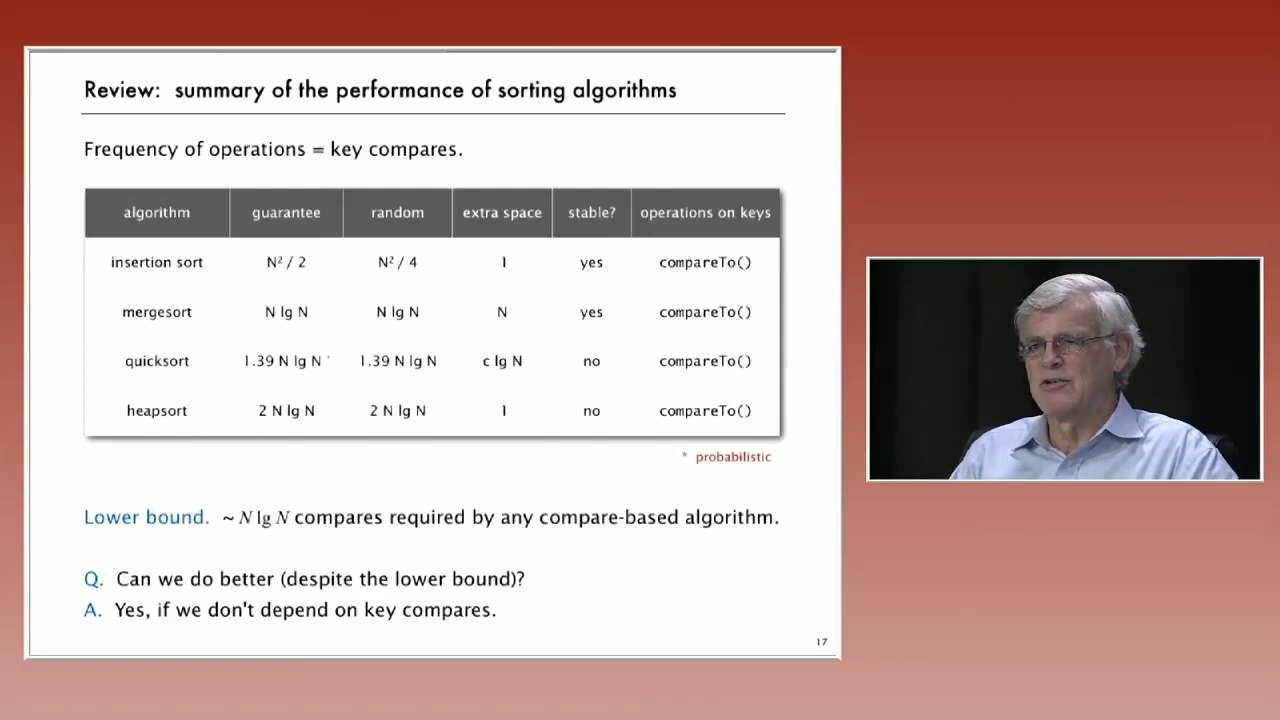 Review: summary of the performance of sorting algorithms
Frequency of operations = key compares.
algorithm guarantee random extra space stable? operations on keys
insertion sort N² / 2 N² / 4 1 yes compareTo()
mergesort N lg N N lg N N yes compareTo()
quicksort 1.39 N lg N * 1.39 N lg N c lg N no compareTo()
heapsort 2 N lg N 2 N lg N 1 no compareTo()
* probabilistic
Lower bound. ~ N lg N compares required by any compare-based algorithm.
Q. Can we do better (despite the lower bound)?
A. Yes, if we don't depend on key compares.
17